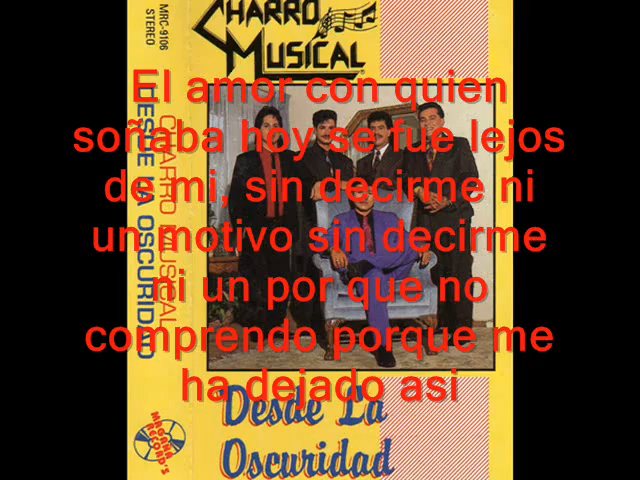 MRC-9106
STEREO
CHARRO MUSICAL
DESDE LA OSCURIDAD
MAGAÑA RECORD'S
CHARRO
MUSICAL
El amor con quien
soñaba hoy se fue lejos
de mi, sin decirme ni
un motivo sin decirme
ni un por que no
comprendo porque me
ha dejado asi
Desde La
Oscuridad